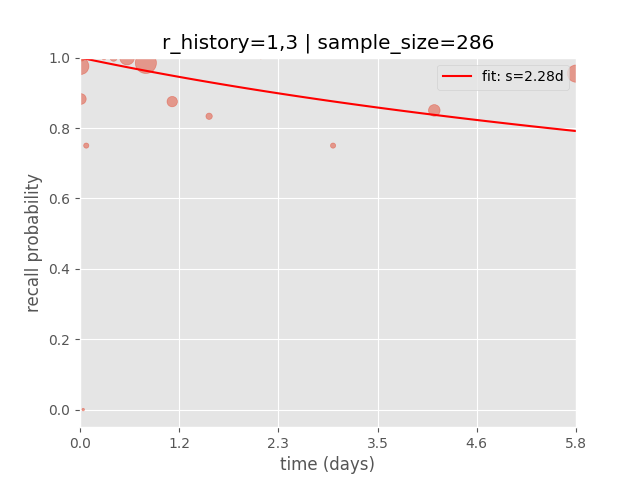 r_history=1,3 | sample_size=286
fit: s=2.28d
recall probability
1.0
0.8
0.6
0.4
0.2
0.0
0.0 1.2 2.3 3.5 4.6 5.8
time (days)